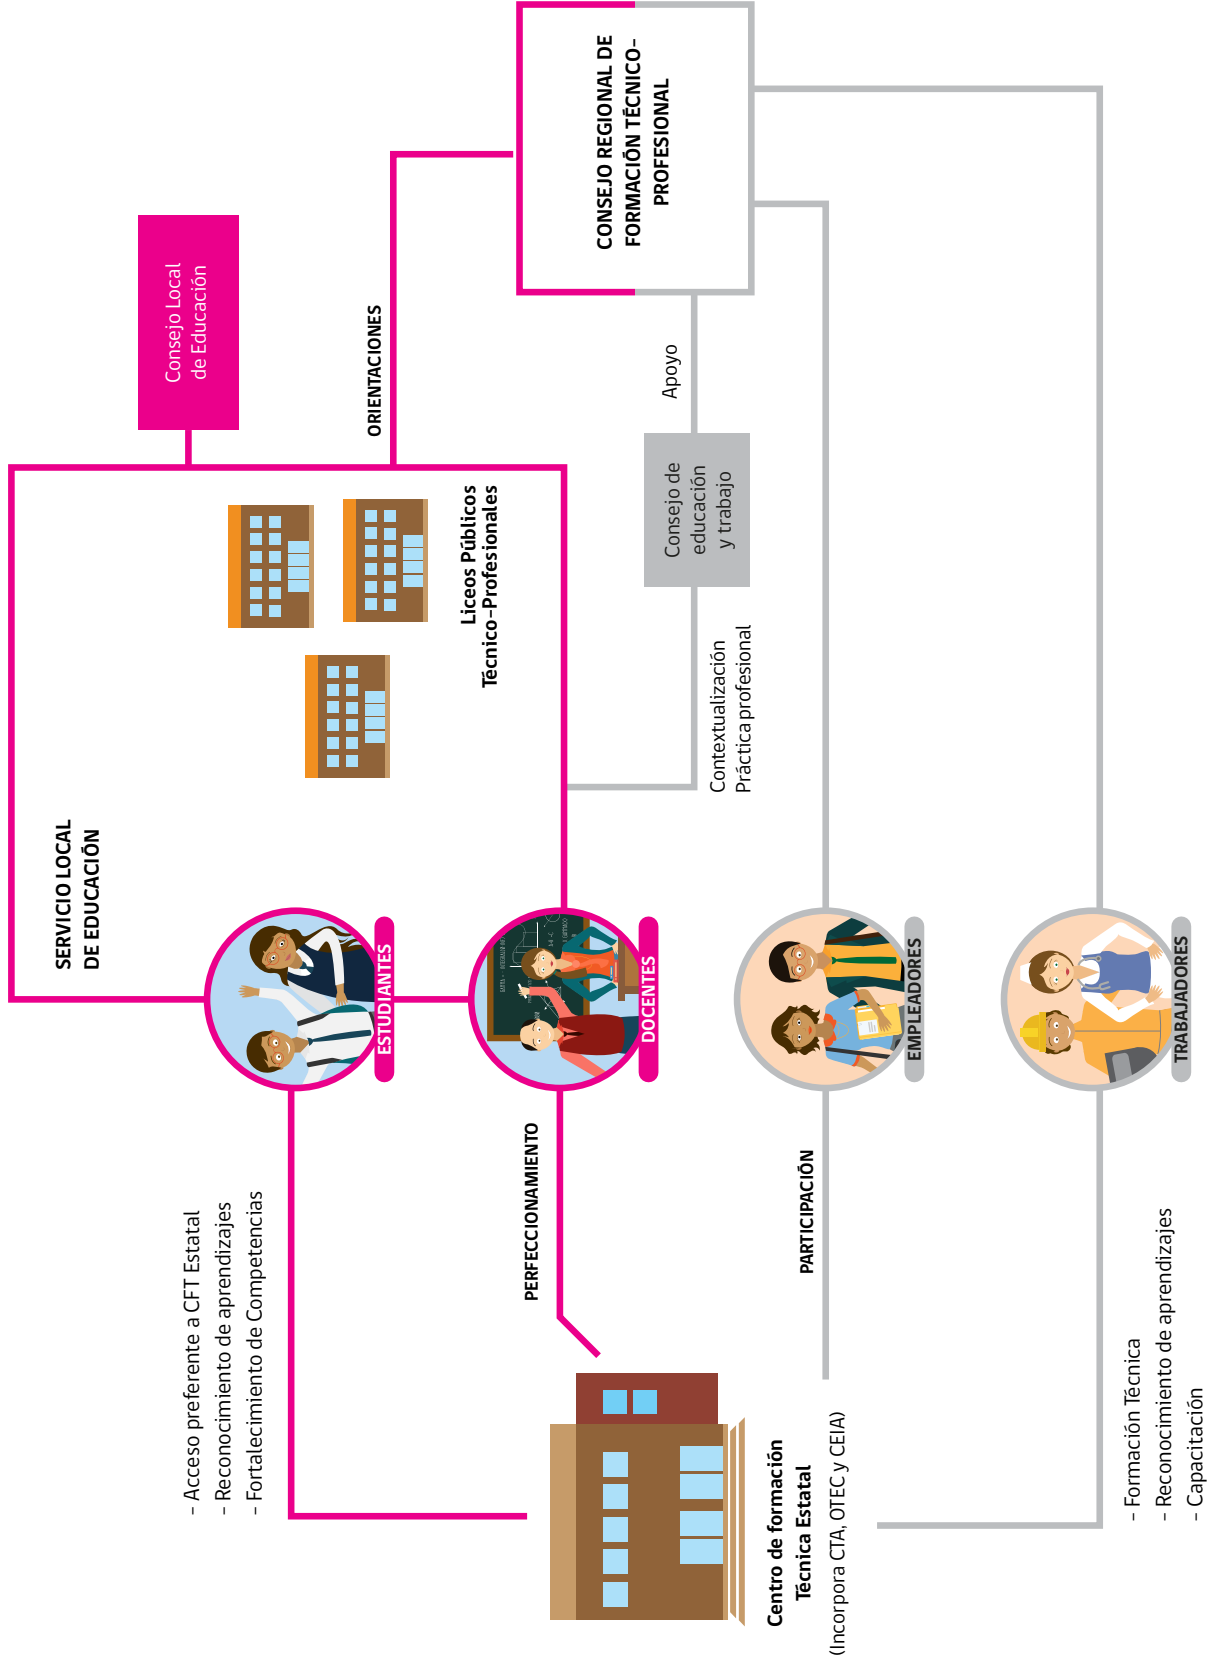 – Acceso preferente a CFT Estatal
– Reconocimiento de aprendizajes
– Fortalecimiento de Competencias
SERVICIO LOCAL
DE EDUCACIÓN
Consejo Local
de Educación
ESTUDIANTES
ORIENTACIONES
Liceos Públicos
Técnico–Profesionales
PERFECCIONAMIENTO
DOCENTES
CONSEJO REGIONAL DE
FORMACIÓN TÉCNICO–
PROFESIONAL
Apoyo
Consejo de
educación
y trabajo
Contextualización
Práctica profesional
Centro de formación
Técnica Estatal
(Incorpora CTA, OTEC y CEIA)
PARTICIPACIÓN
EMPLEADORES
– Formación Técnica
– Reconocimiento de aprendizajes
– Capacitación
TRABAJADORES